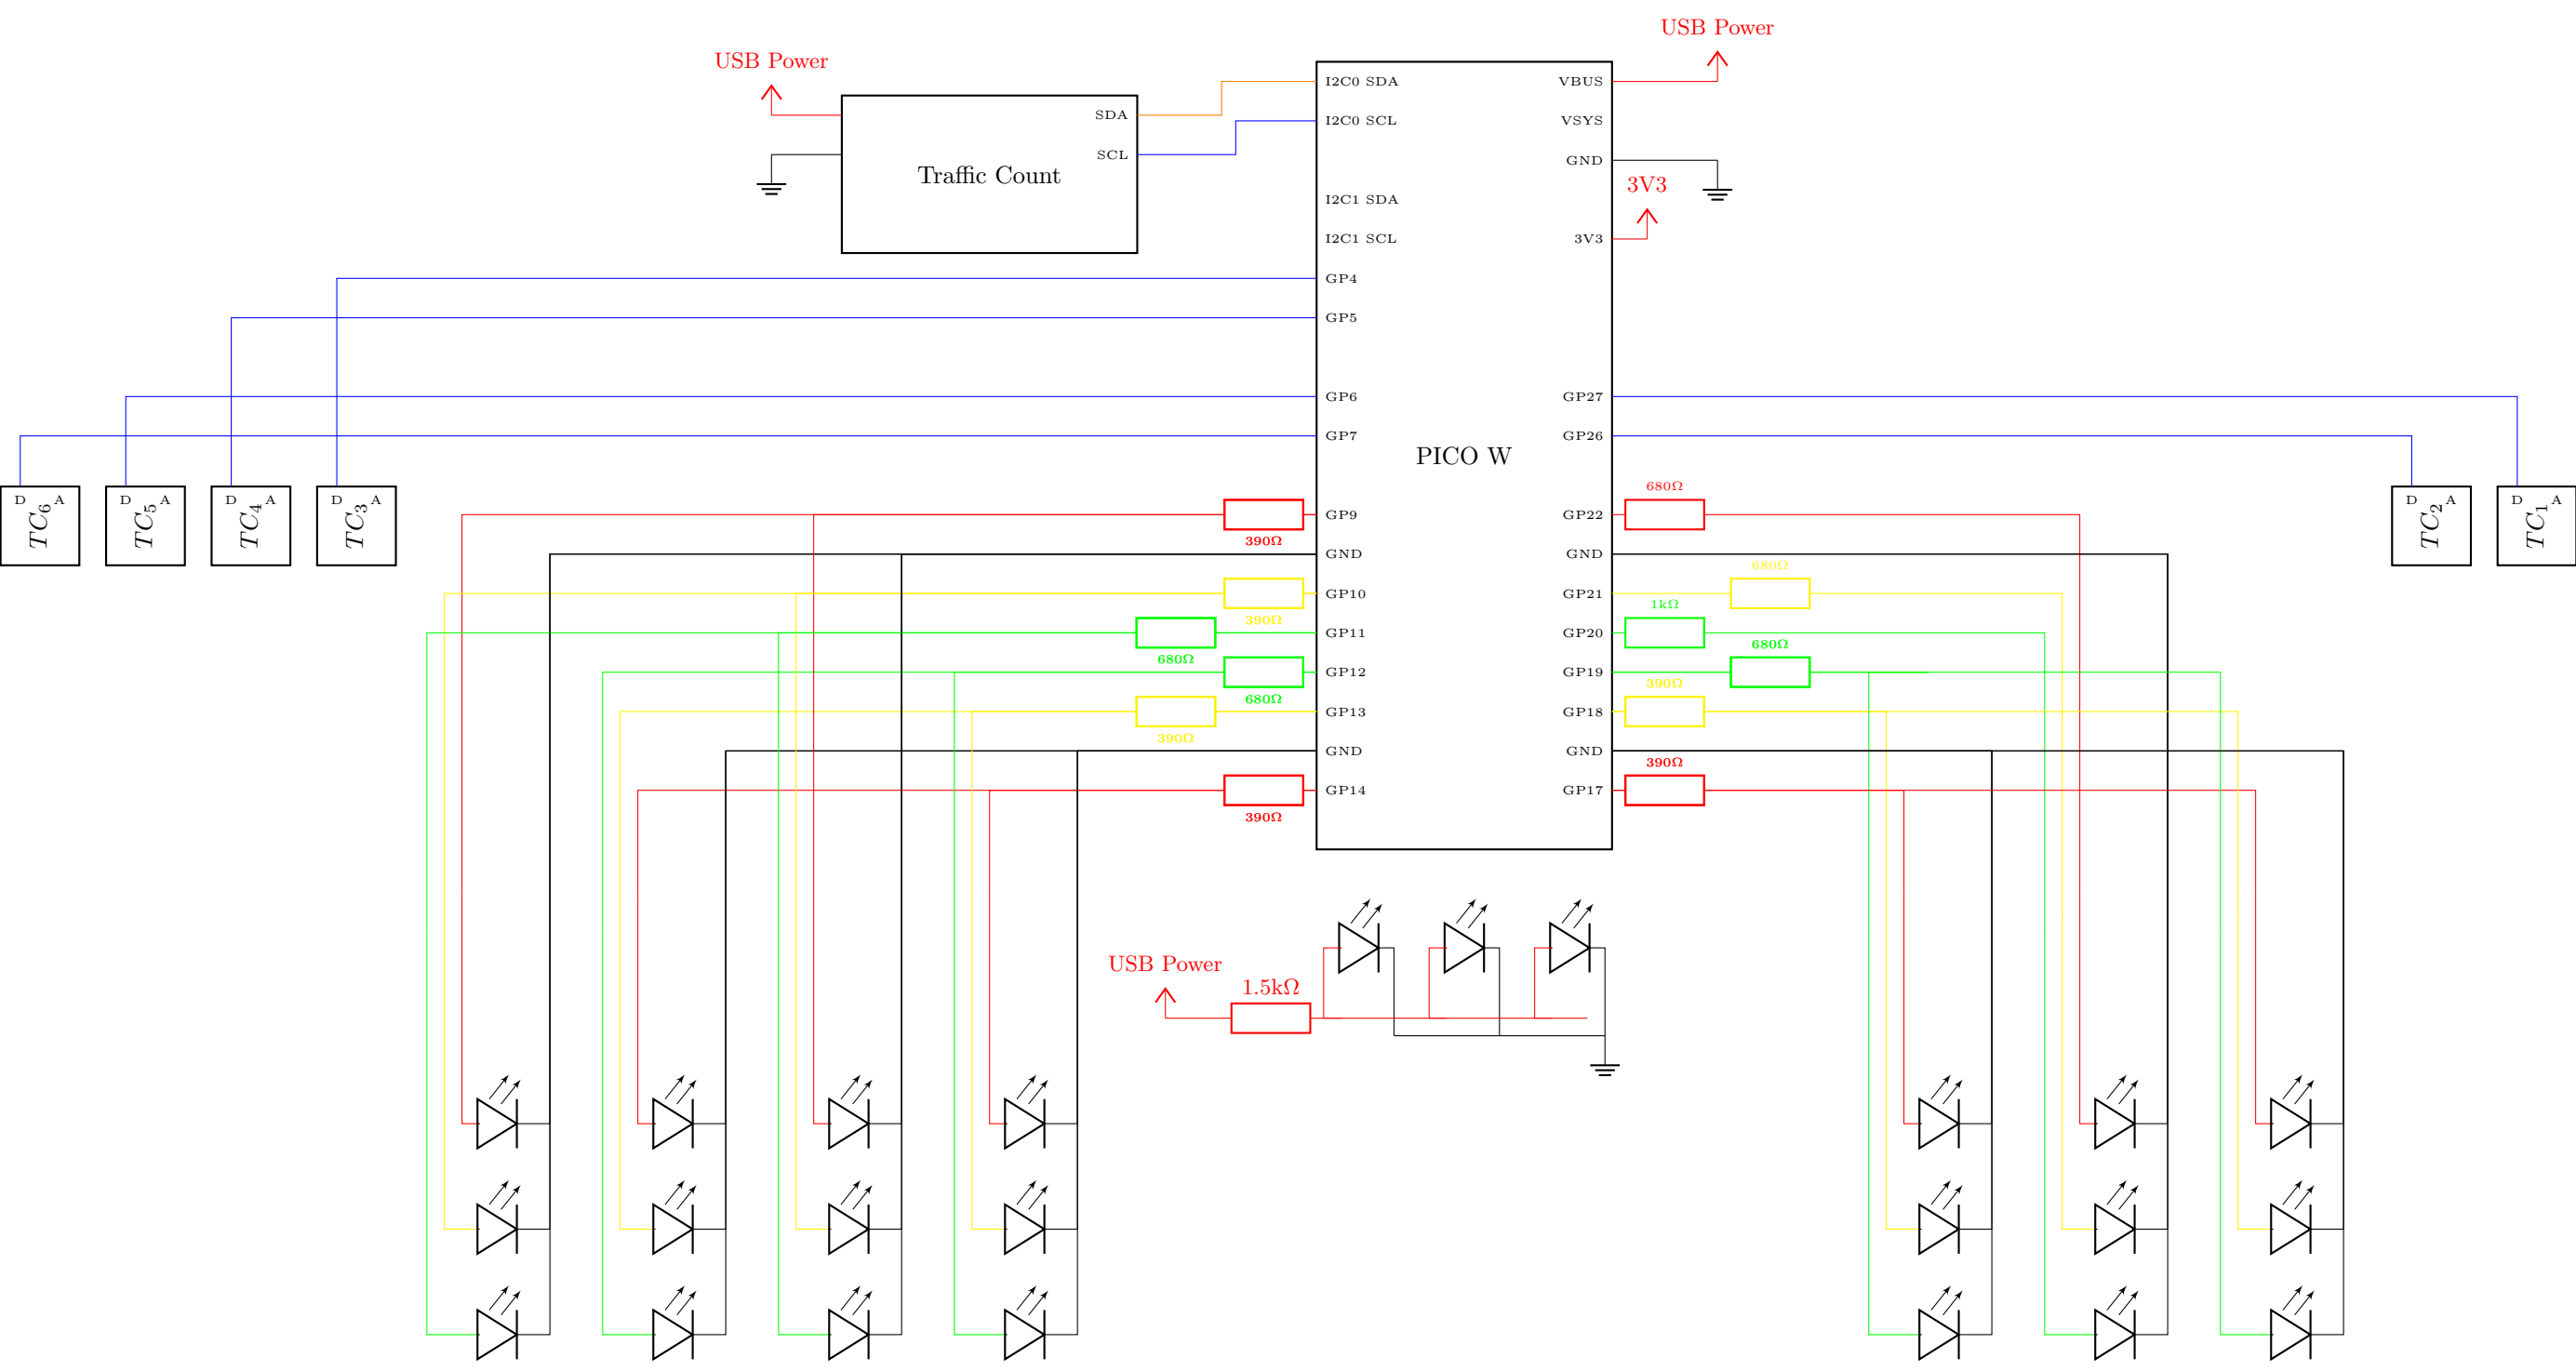 USB Power
USB Power
I2C0 SDA
VBUS
SDA
I2C0 SCL
VSYS
SCL
GND
Traffic Count
3V3
I2C1 SDA
I2C1 SCL
3V3
GP4
GP5
GP6
GP27
GP7
GP26
PICO W
D A
TC6
D A
TC5
D A
TC4
D A
TC3
680Ω
D A
TC2
D A
TC1
GP9
GP22
390Ω
GND
GND
680Ω
GP10
GP21
1kΩ
390Ω
GP11
GP20
680Ω
680Ω
GP12
GP19
390Ω
680Ω
GP13
GP18
390Ω
GND
GND
390Ω
GP14
GP17
390Ω
USB Power
1.5kΩ